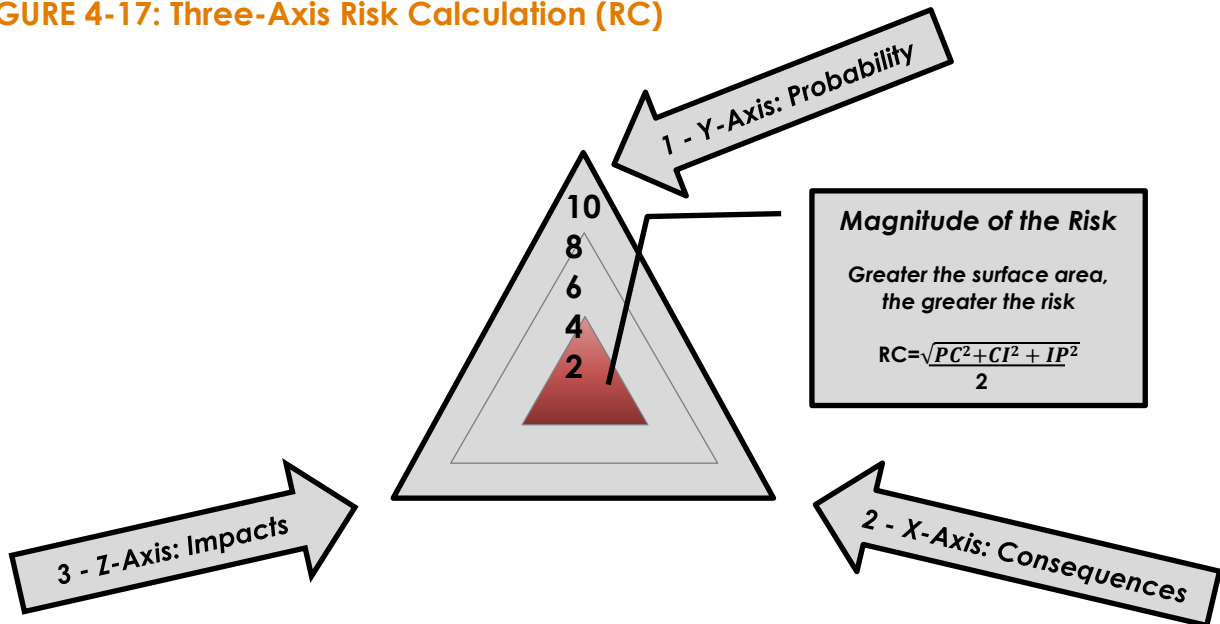 GURE 4-17: Three-Axis Risk Calculation (RC)
1 - Y-Axis: Probability
10
8
6
4
2
Magnitude of the Risk
Greater the surface area,
the greater the risk
RC=√PC²+CI² + IP²
2
3 - Z-Axis: Impacts
2 - X-Axis: Consequences